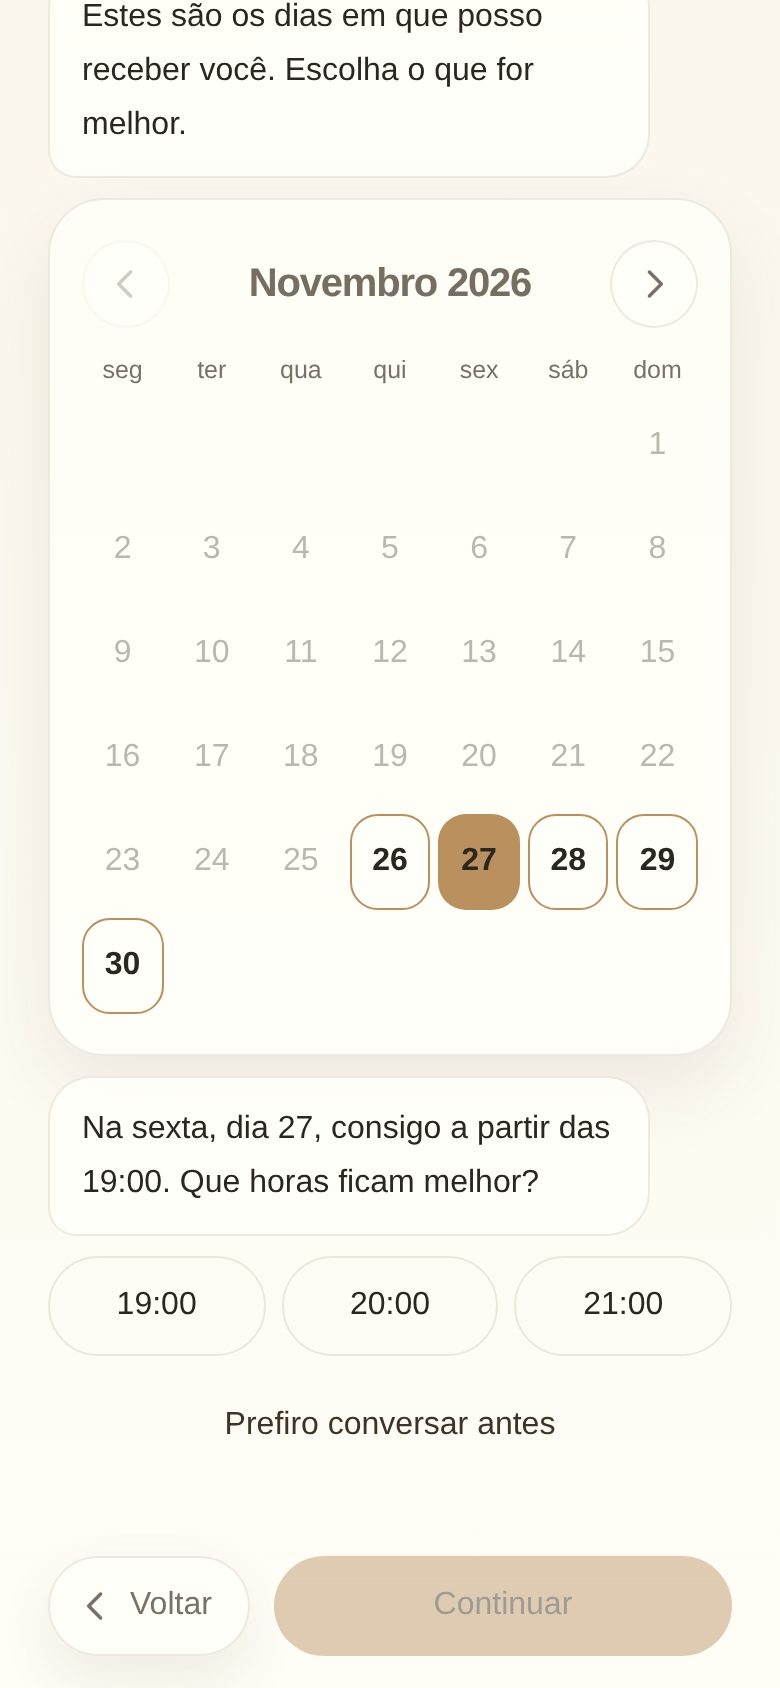 Estes são os dias em que posso
receber você. Escolha o que for
melhor.
Novembro 2026
seg ter qua qui sex sáb dom
1
2 3 4 5 6 7 8
9 10 11 12 13 14 15
16 17 18 19 20 21 22
23 24 25 26 27 28 29
30
Na sexta, dia 27, consigo a partir das
19:00. Que horas ficam melhor?
19:00 20:00 21:00
Prefiro conversar antes
Voltar Continuar